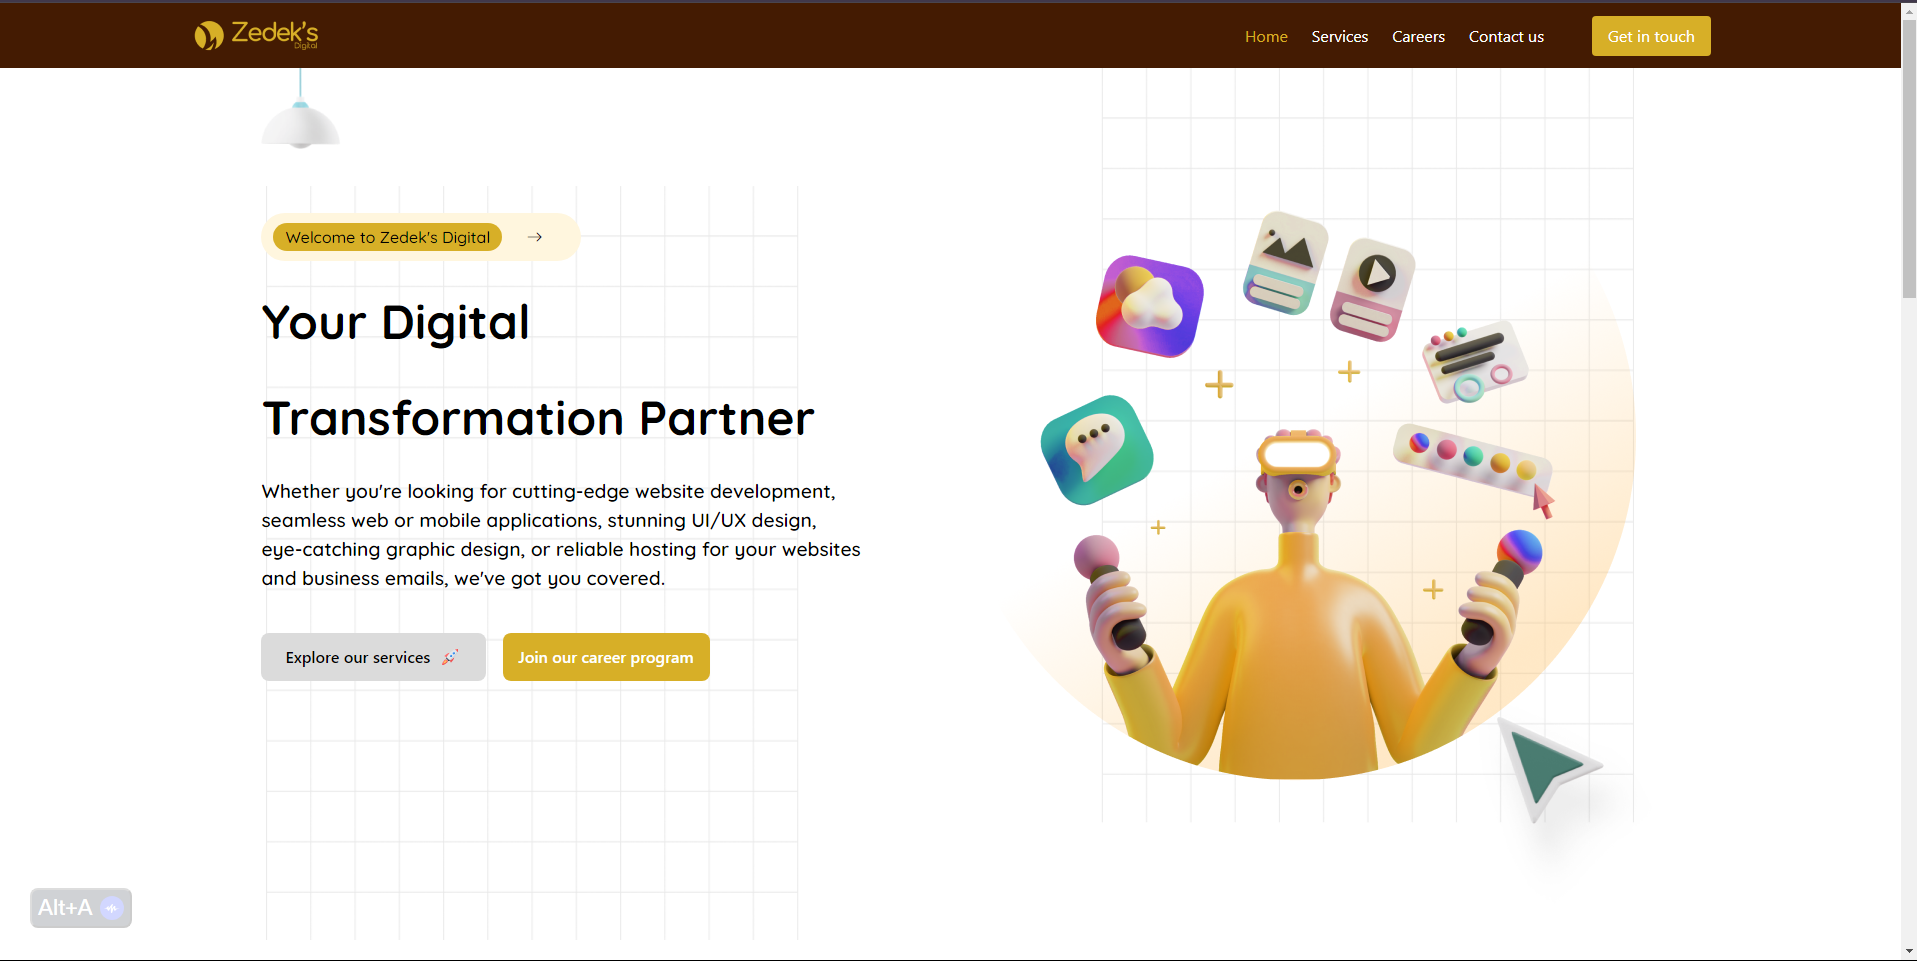 Zedek's
Digital
Home
Services
Careers
Contact us
Get in touch
Welcome to Zedek's Digital
Your Digital
Transformation Partner
Whether you're looking for cutting-edge website development,
seamless web or mobile applications, stunning UI/UX design,
eye-catching graphic design, or reliable hosting for your websites
and business emails, we've got you covered.
Explore our services 🚀
Join our career program
Alt+A